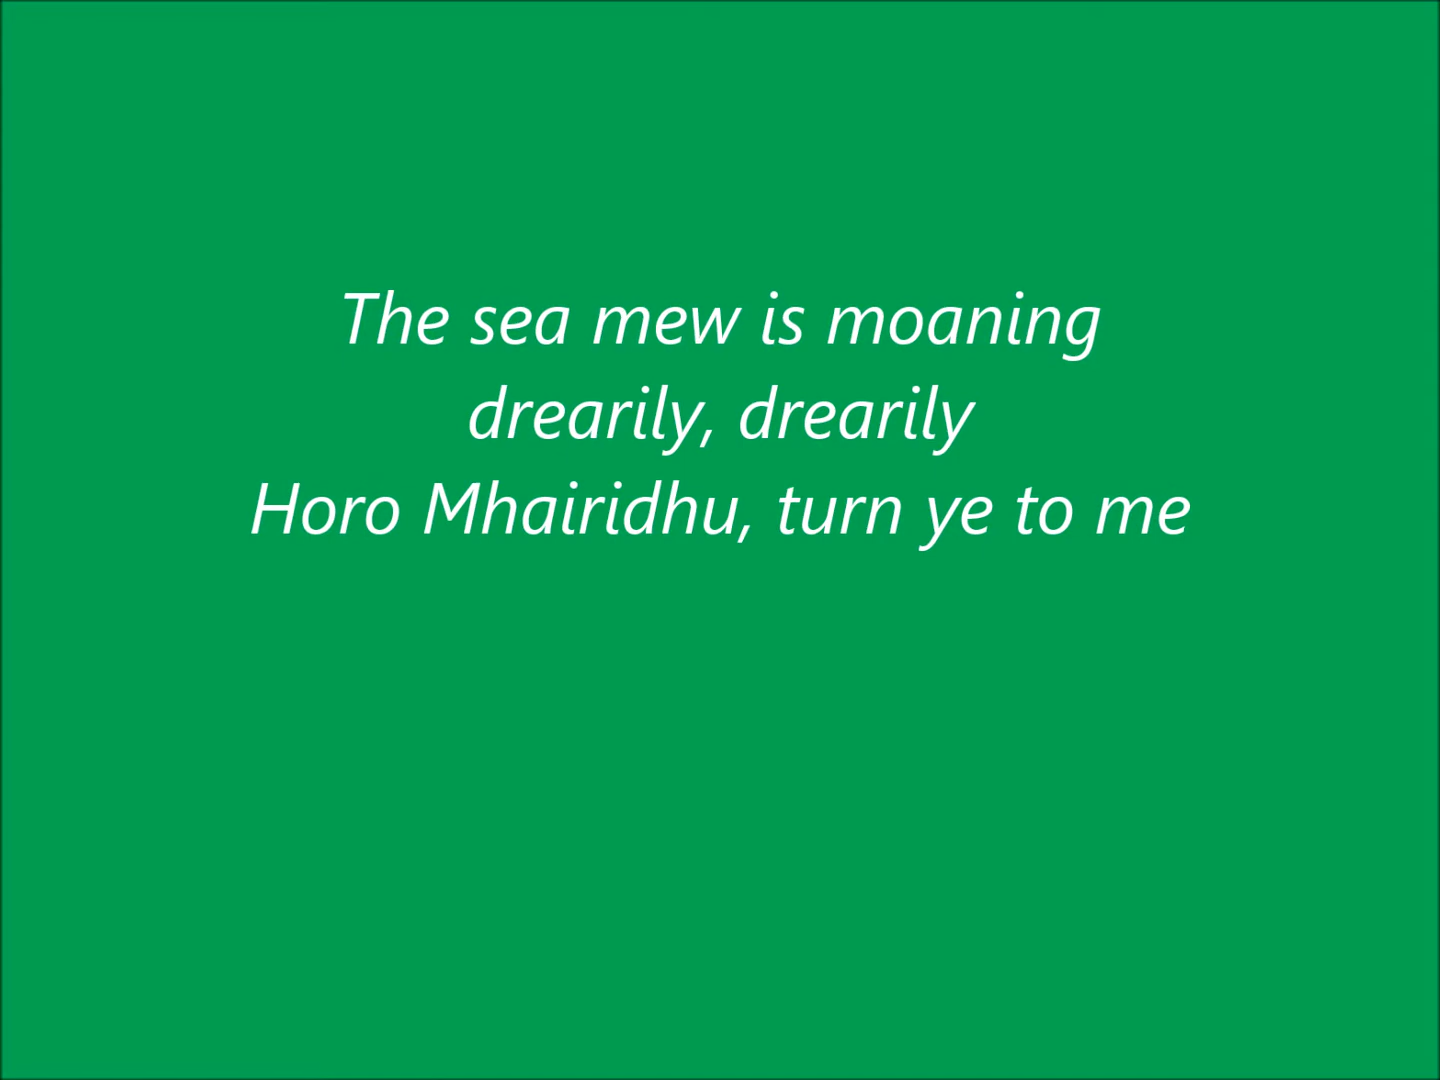 The sea mew is moaning
drearily, drearily
Horo Mhairidhu, turn ye to me